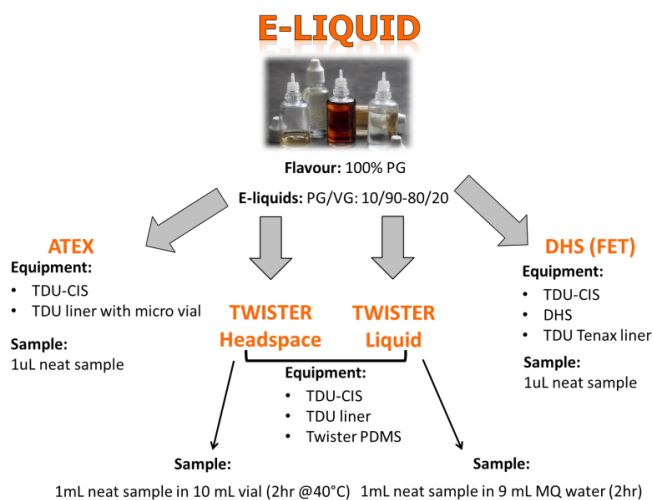 E-LIQUID
Flavour: 100% PG
E-liquids: PG/VG: 10/90-80/20
ATEX
Equipment:
• TDU-CIS
• TDU liner with micro vial
Sample:
1uL neat sample
TWISTER
Headspace
TWISTER
Liquid
Equipment:
• TDU-CIS
• TDU liner
• Twister PDMS
DHS (FET)
Equipment:
• TDU-CIS
• DHS
• TDU Tenax liner
Sample:
1uL neat sample
Sample:
1mL neat sample in 10 mL vial (2hr @40°C)
Sample:
1mL neat sample in 9 mL MQ water (2hr)